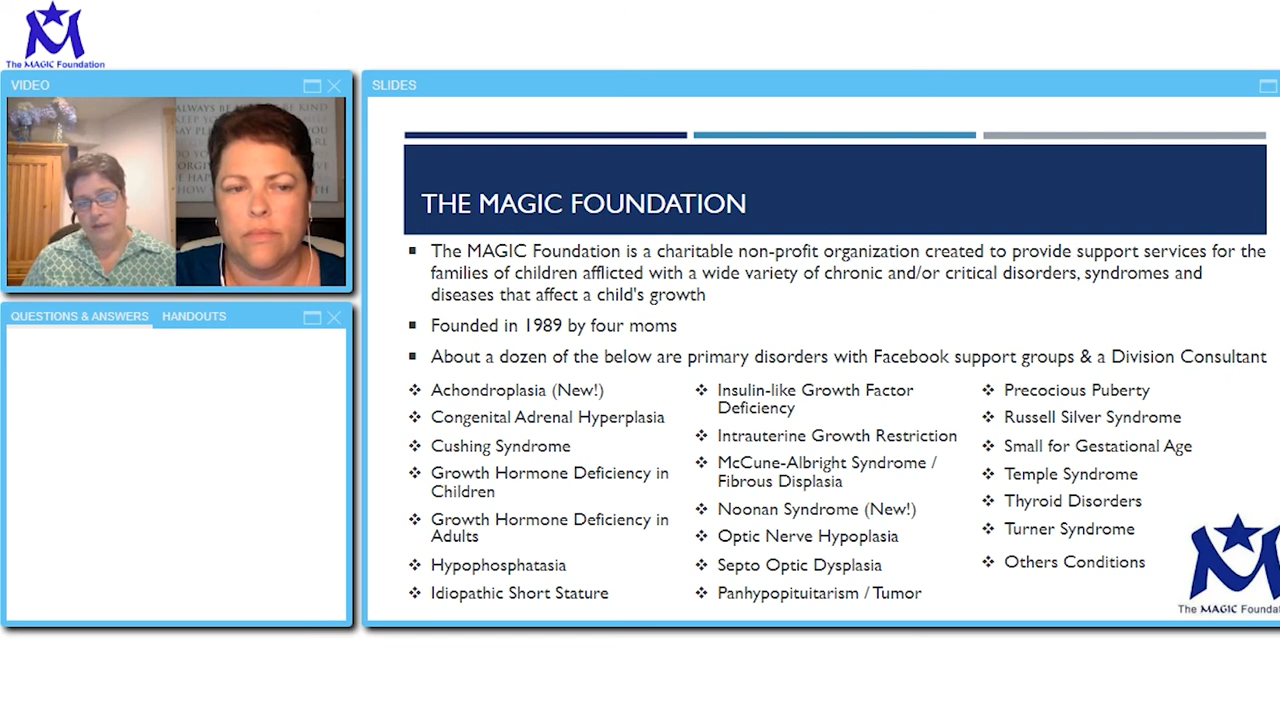 The MAGIC Foundation
VIDEO
ALWAYS BE KIND
QUESTIONS & ANSWERS HANDOUTS
SLIDES
THE MAGIC FOUNDATION
The MAGIC Foundation is a charitable non-profit organization created to provide support services for the
families of children afflicted with a wide variety of chronic and/or critical disorders, syndromes and
diseases that affect a child's growth
Founded in 1989 by four moms
About a dozen of the below are primary disorders with Facebook support groups & a Division Consultant
Achondroplasia (New!)
Congenital Adrenal Hyperplasia
Cushing Syndrome
Growth Hormone Deficiency in
Children
Growth Hormone Deficiency in
Adults
Hypophosphatasia
Idiopathic Short Stature
Insulin-like Growth Factor
Deficiency
Intrauterine Growth Restriction
McCune-Albright Syndrome /
Fibrous Displasia
Noonan Syndrome (New!)
Optic Nerve Hypoplasia
Septo Optic Dysplasia
Panhypopituitarism / Tumor
Precocious Puberty
Russell Silver Syndrome
Small for Gestational Age
Temple Syndrome
Thyroid Disorders
Turner Syndrome
Others Conditions
The MAGIC Founda